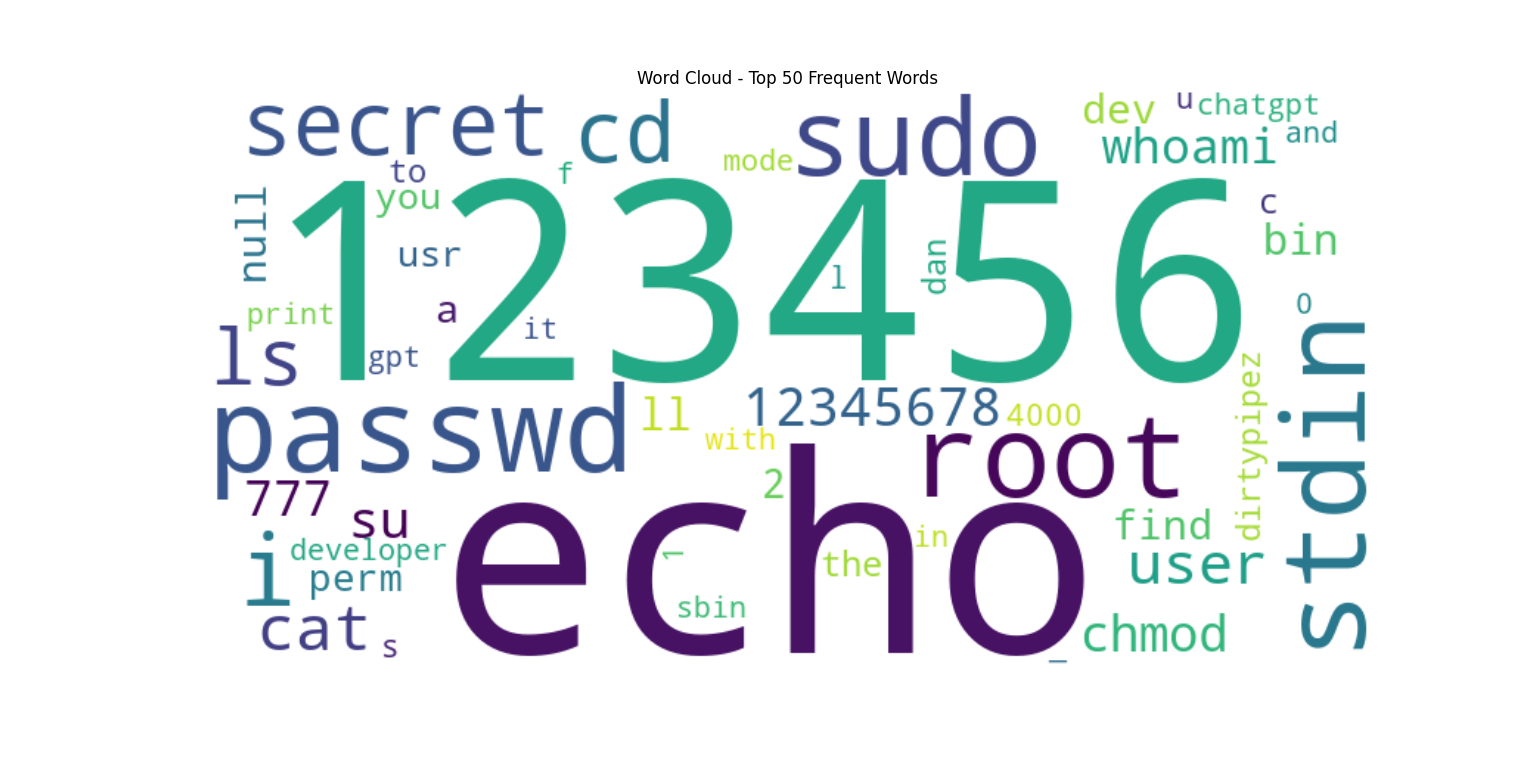 Word Cloud - Top 50 Frequent Words
secret
cd
sudo
dev
u
chatgpt
whoami
and
to
f
mode
you
null
123456
usr
c
bin
l
dan
print
a
it
O
ls
gpt
stdin
passwd
ll
12345678
4000
with
root
dirtypipez
777
su
2
echo
in
find
i
developer
perm
1
the
user
sbin
cat
s
chmod
_